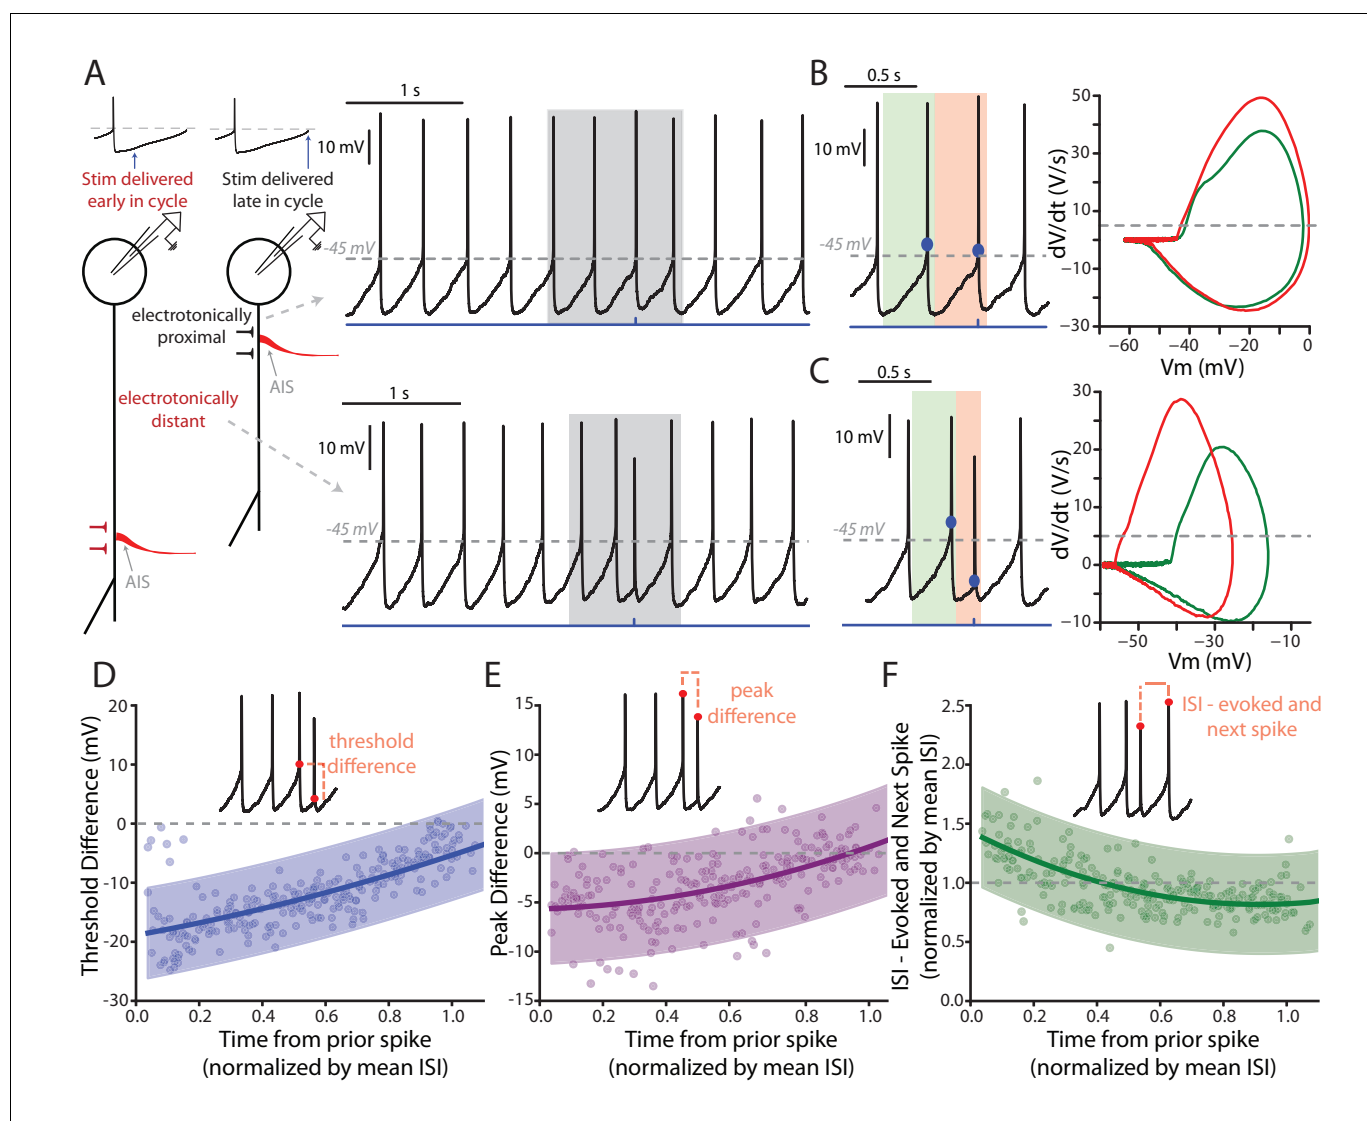 A
Stim delivered
early in cycle
Stim delivered
late in cycle
electrotonically
proximal
AIS
electrotonically
distant
AIS
1 s
10 mV
-45 mV
1 s
10 mV
-45 mV
B
0.5 s
10 mV
-45 mV
50
30
10
−10
−30
dV/dt (V/s)
−60
−40
−20
0
Vm (mV)
C
0.5 s
10 mV
-45 mV
30
20
10
0
−10
dV/dt (V/s)
−50
−30
−10
Vm (mV)
D
threshold
difference
20
10
0
-10
-20
-30
Threshold Difference (mV)
0.0
0.2
0.4
0.6
0.8
1.0
Time from prior spike
(normalized by mean ISI)
E
peak
difference
15
10
5
0
-5
-10
-15
Peak Difference (mV)
0.0
0.2
0.4
0.6
0.8
1.0
Time from prior spike
(normalized by mean ISI)
F
ISI - evoked and
next spike
2.5
2.0
1.5
1.0
0.5
0.0
ISI - Evoked and Next Spike
(normalized by mean ISI)
0.0
0.2
0.4
0.6
0.8
1.0
Time from prior spike
(normalized by mean ISI)